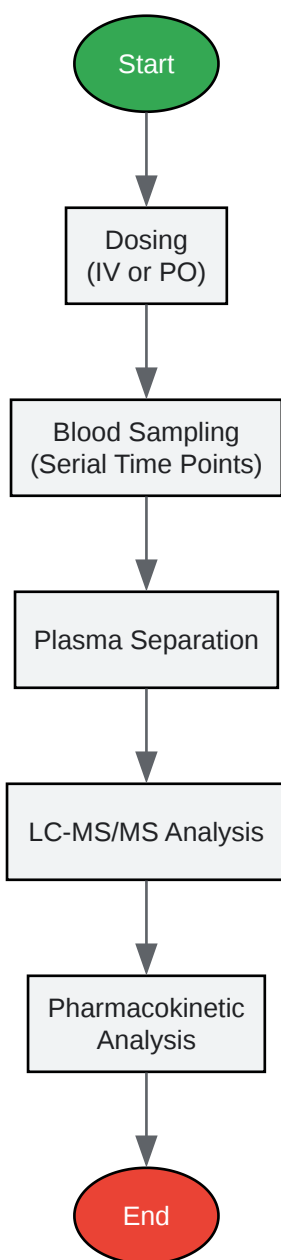 Start
Dosing
(IV or PO)
Blood Sampling
(Serial Time Points)
Plasma Separation
LC-MS/MS Analysis
Pharmacokinetic
Analysis
End